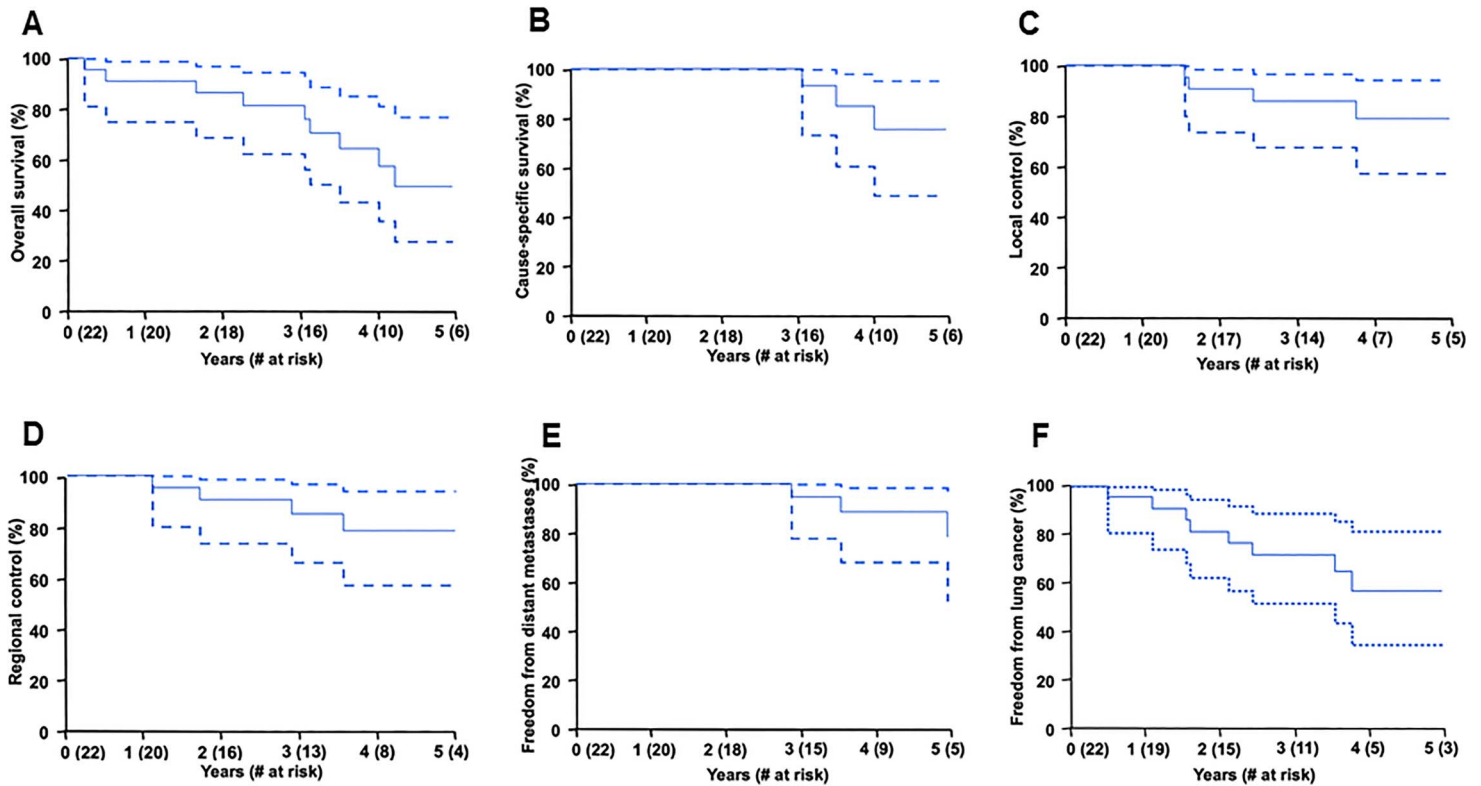 A
Overall survival (%)
100
80
60
40
20
0
0 (22) 1 (20) 2 (18) 3 (16) 4 (10) 5 (6)
Years (# at risk)
B
Cause-specific survival (%)
100
80
60
40
20
0
0 (22) 1 (20) 2 (18) 3 (16) 4 (10) 5 (6)
Years (# at risk)
C
Local control (%)
100
80
60
40
20
0
0 (22) 1 (20) 2 (17) 3 (14) 4 (7) 5 (5)
Years (# at risk)
D
Regional control (%)
100
80
60
40
20
0
0 (22) 1 (20) 2 (16) 3 (13) 4 (8) 5 (4)
Years (# at risk)
E
Freedom from distant metastases (%)
100
80
60
40
20
0
0 (22) 1 (20) 2 (18) 3 (15) 4 (9) 5 (5)
Years (# at risk)
F
Freedom from lung cancer (%)
100
80
60
40
20
0
0 (22) 1 (19) 2 (15) 3 (11) 4 (5) 5 (3)
Years (# at risk)